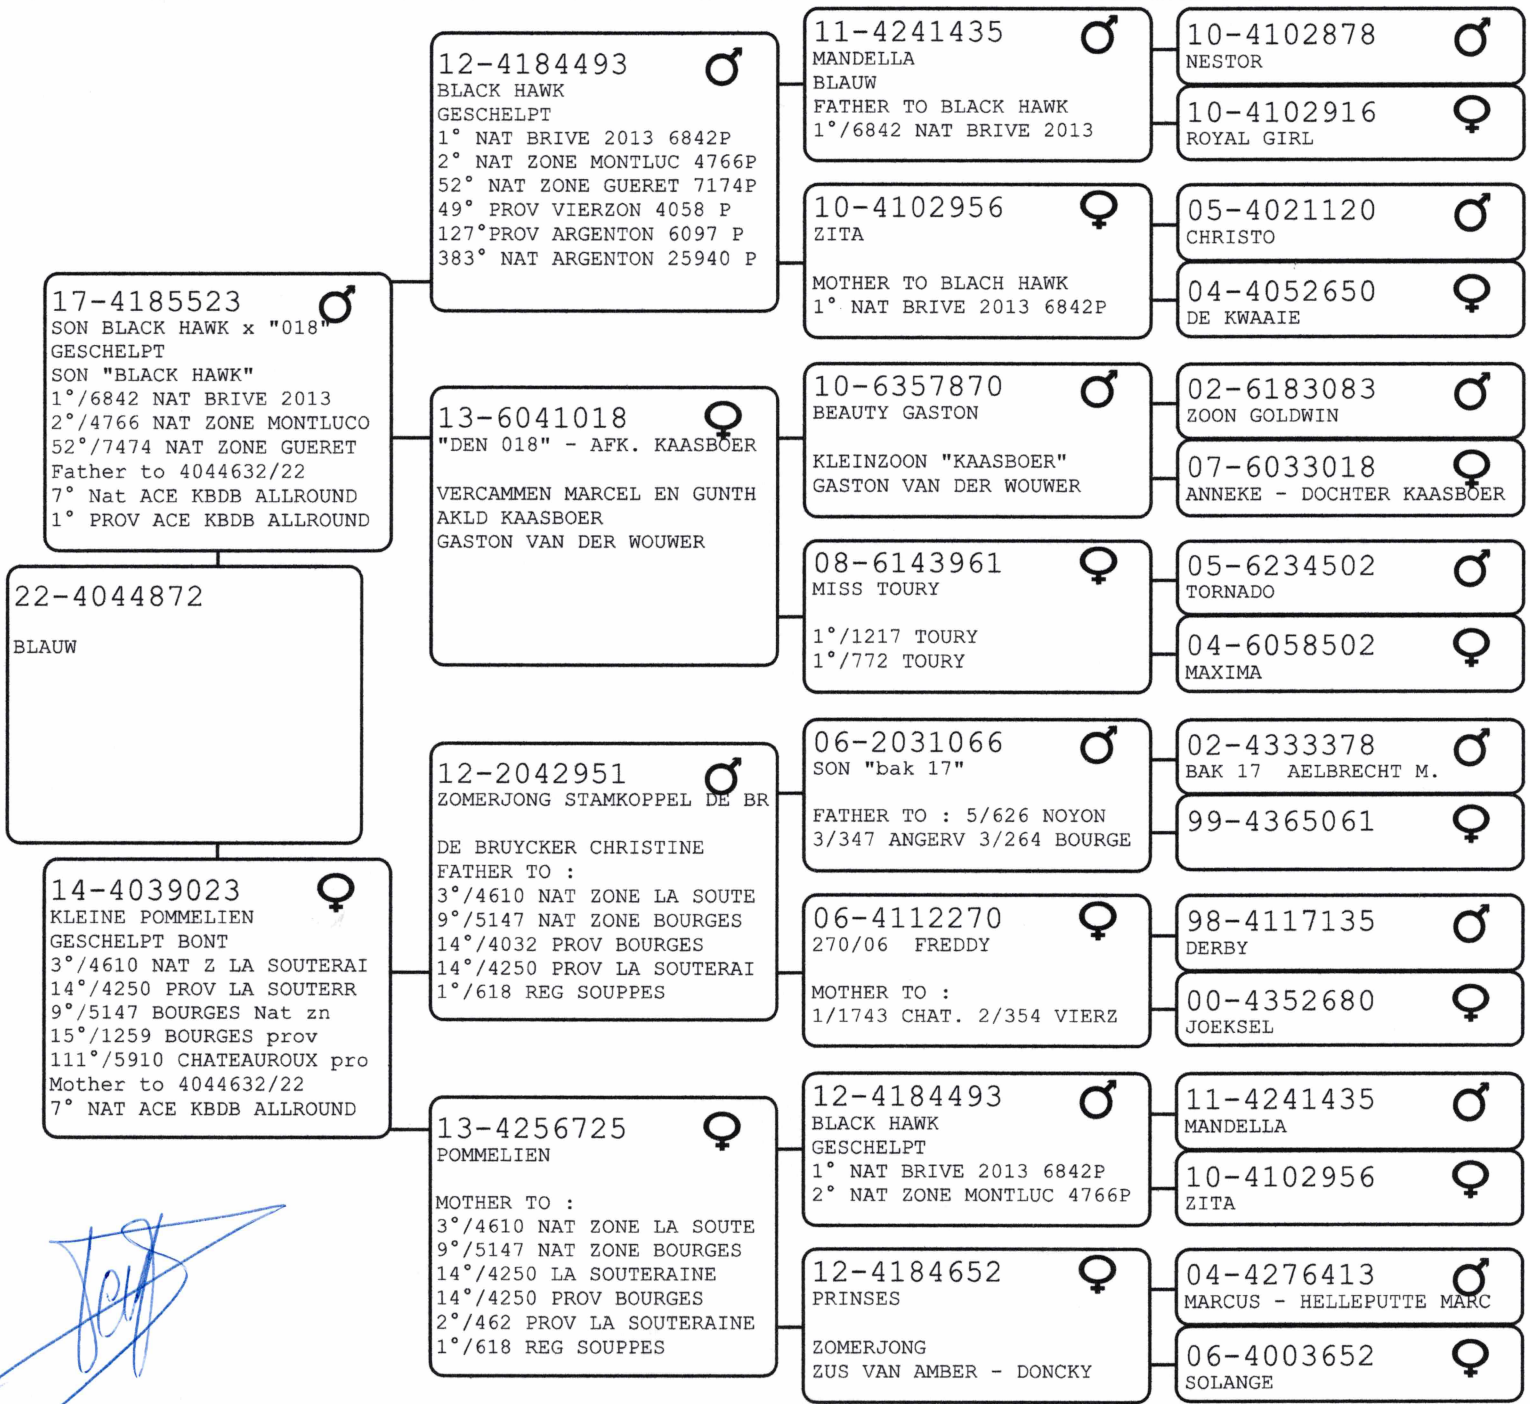 22-4044872
BLAUW
17-4185523
SON BLACK HAWK x "018"
GESCHELPT
SON "BLACK HAWK"
1°/6842 NAT BRIVE 2013
2°/4766 NAT ZONE MONTLUCO
52°/7474 NAT ZONE GUERET
Father to 4044632/22
7° Nat ACE KBDB ALLROUND
1° PROV ACE KBDB ALLROUND
14-4039023
KLEINE POMMELIEN
GESCHELPT BONT
3°/4610 NAT Z LA SOUTERAI
14°/4250 PROV LA SOUTERR
9°/5147 BOURGES Nat zn
15°/1259 BOURGES prov
111°/5910 CHATEAUROUX pro
Mother to 4044632/22
7° NAT ACE KBDB ALLROUND
12-4184493
BLACK HAWK
GESCHELPT
1° NAT BRIVE 2013 6842P
2° NAT ZONE MONTLUC 4766P
52° NAT ZONE GUERET 7174P
49° PROV VIERZON 4058 P
127°PROV ARGENTON 6097 P
383° NAT ARGENTON 25940 P
13-6041018
"DEN 018" - AFK. KAASBOER
VERCAMMEN MARCEL EN GUNTH
AKLD KAASBOER
GASTON VAN DER WOUWER
12-2042951
ZOMERJONG STAMKOPPEL DE BR
DE BRUYCKER CHRISTINE
FATHER TO :
3°/4610 NAT ZONE LA SOUTE
9°/5147 NAT ZONE BOURGES
14°/4032 PROV BOURGES
14°/4250 PROV LA SOUTERAI
1°/618 REG SOUPPES
13-4256725
POMMELIEN
MOTHER TO :
3°/4610 NAT ZONE LA SOUTE
9°/5147 NAT ZONE BOURGES
14°/4250 LA SOUTERAINE
14°/4250 PROV BOURGES
2°/462 PROV LA SOUTERAINE
1°/618 REG SOUPPES
11-4241435
MANDELLA
BLAUW
FATHER TO BLACK HAWK
1°/6842 NAT BRIVE 2013
10-4102956
ZITA
MOTHER TO BLACH HAWK
1° NAT BRIVE 2013 6842P
10-6357870
BEAUTY GASTON
KLEINZOON "KAASBOER"
GASTON VAN DER WOUWER
08-6143961
MISS TOURY
1°/1217 TOURY
1°/772 TOURY
06-2031066
SON "bak 17"
FATHER TO : 5/626 NOYON
3/347 ANGERV 3/264 BOURGE
06-4112270
270/06 FREDDY
MOTHER TO :
1/1743 CHAT. 2/354 VIERZ
12-4184493
BLACK HAWK
GESCHELPT
1° NAT BRIVE 2013 6842P
2° NAT ZONE MONTLUC 4766P
12-4184652
PRINSES
ZOMERJONG
ZUS VAN AMBER - DONCKY
10-4102878
NESTOR
10-4102916
ROYAL GIRL
05-4021120
CHRISTO
04-4052650
DE KWAAIE
02-6183083
ZOON GOLDWIN
07-6033018
ANNEKE - DOCHTER KAASBOER
05-6234502
TORNADO
04-6058502
MAXIMA
02-4333378
BAK 17 AELBRECHT M.
99-4365061
98-4117135
DERBY
00-4352680
JOEKSEL
11-4241435
MANDELLA
10-4102956
ZITA
04-4276413
MARCUS - HELLEPUTTE MARC
06-4003652
SOLANGE